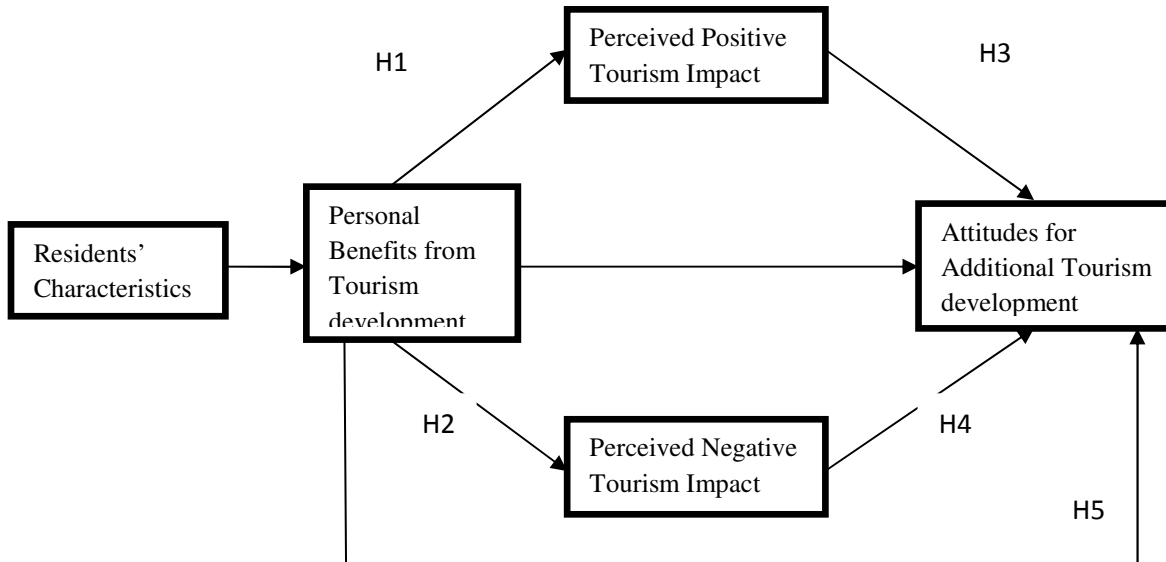 Perceived Positive
Tourism Impact
H1
H3
Personal
Benefits from
Tourism
development
Residents’
Characteristics
Attitudes for
Additional Tourism
development
H2
H4
Perceived Negative
Tourism Impact
H5